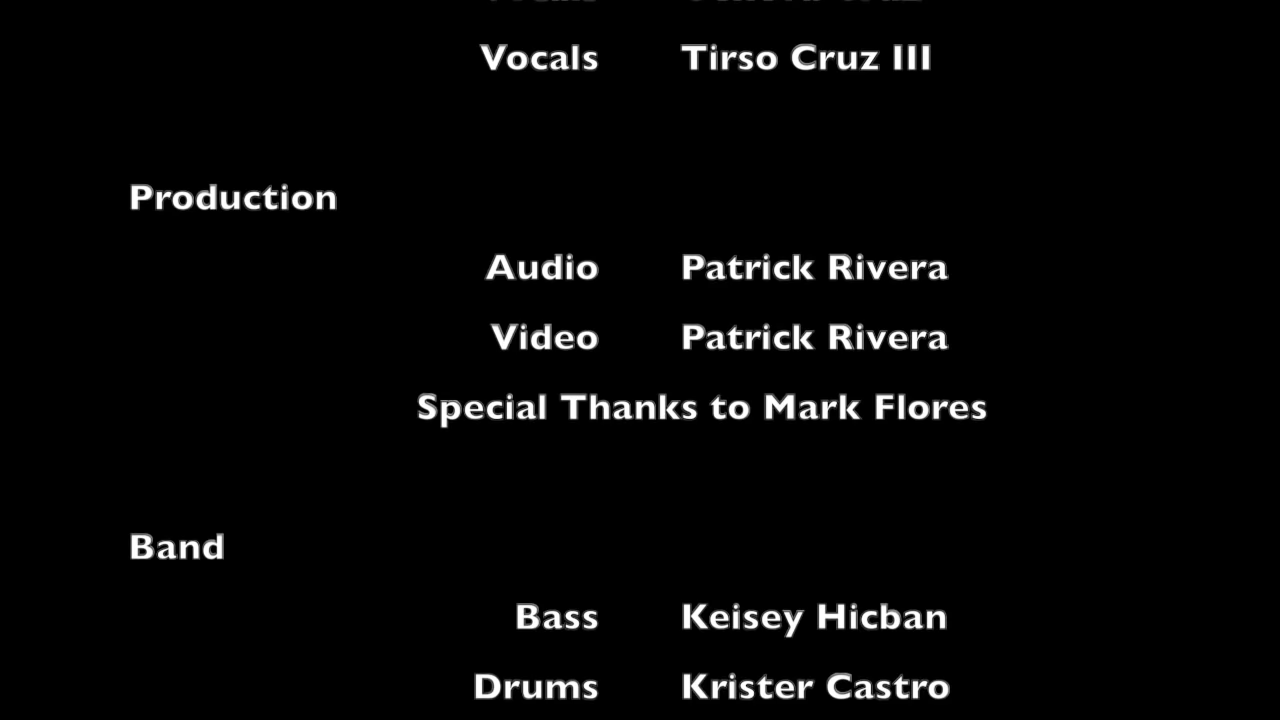 Vocals Tirso Cruz III
Production
Audio Patrick Rivera
Video Patrick Rivera
Special Thanks to Mark Flores
Band
Bass Keisey Hicban
Drums Krister Castro